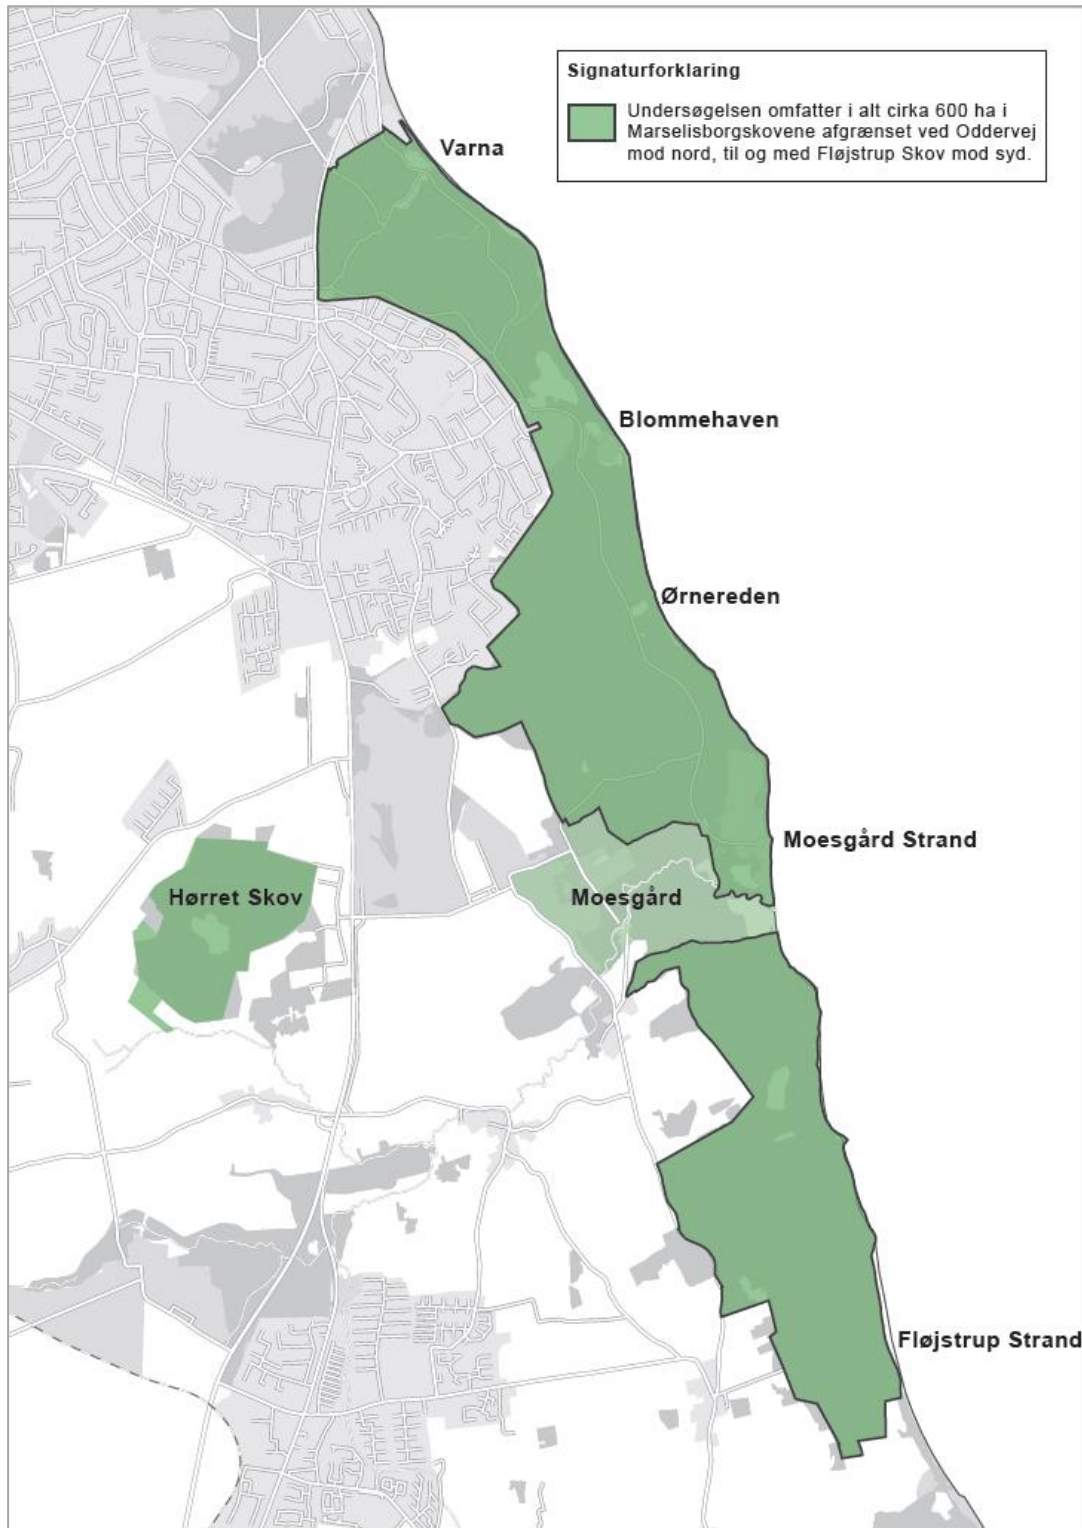 Signaturforklaring
Undersøgelsen omfatter i alt cirka 600 ha i
Marselisborgskovene afgrænset ved Oddervej
mod nord, til og med Fløjstrup Skov mod syd.
Varna
Blommehaven
Ørnereden
Moesgård Strand
Hørret Skov
Moesgård
Fløjstrup Strand